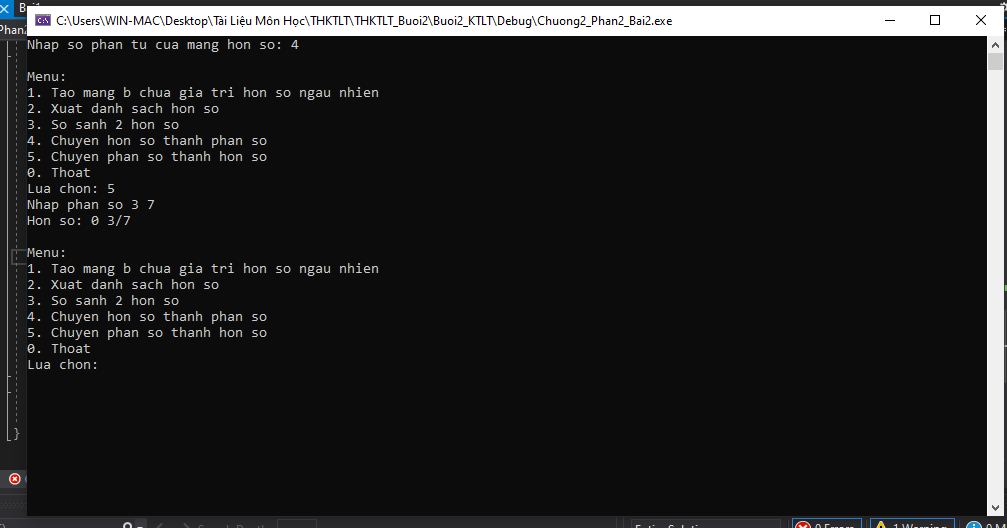 Bai1
C:\Users\WIN-MAC\Desktop\Tài Liệu Môn Học\THKTLT\THKTLT_Buoi2\Buoi2_KTLT\Debug\Chuong2_Phan2_Bai2.exe
Phan2
Nhap so phan tu cua mang hon so: 4
Menu:
1. Tao mang b chua gia tri hon so ngau nhien
2. Xuat danh sach hon so
3. So sanh 2 hon so
4. Chuyen hon so thanh phan so
5. Chuyen phan so thanh hon so
0. Thoat
Lua chon: 5
Nhap phan so 3 7
Hon so: 0 3/7
Menu:
1. Tao mang b chua gia tri hon so ngau nhien
2. Xuat danh sach hon so
3. So sanh 2 hon so
4. Chuyen hon so thanh phan so
5. Chuyen phan so thanh hon so
0. Thoat
Lua chon:
}
0 Errors
1 Warning